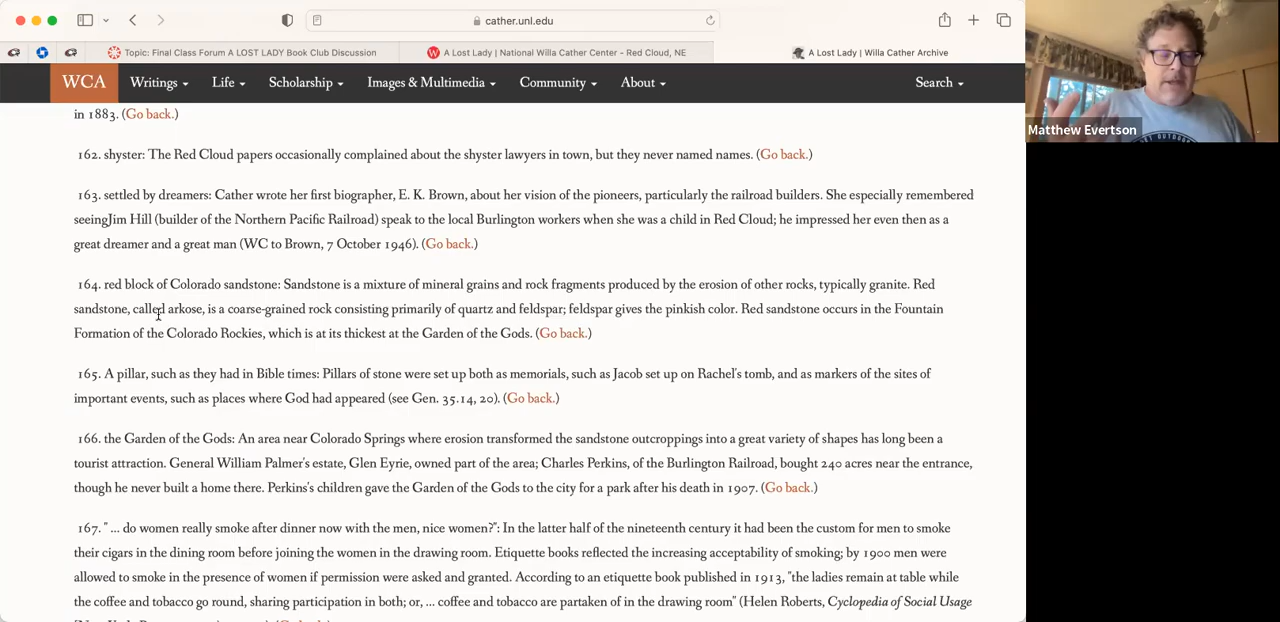 cather.unl.edu
Topic: Final Class Forum A LOST LADY Book Club Discussion
A Lost Lady | National Willa Cather Center - Red Cloud, NE
A Lost Lady | Willa Cather Archive
WCA Writings Life Scholarship Images & Multimedia Community About Search
Matthew Evertson
in 1883. (Go back.)
162. shyster: The Red Cloud papers occasionally complained about the shyster lawyers in town, but they never named names. (Go back.)
163. settled by dreamers: Cather wrote her first biographer, E. K. Brown, about her vision of the pioneers, particularly the railroad builders. She especially remembered
seeingJim Hill (builder of the Northern Pacific Railroad) speak to the local Burlington workers when she was a child in Red Cloud; he impressed her even then as a
great dreamer and a great man (WC to Brown, 7 October 1946). (Go back.)
164. red block of Colorado sandstone: Sandstone is a mixture of mineral grains and rock fragments produced by the erosion of other rocks, typically granite. Red
sandstone, called arkose, is a coarse-grained rock consisting primarily of quartz and feldspar; feldspar gives the pinkish color. Red sandstone occurs in the Fountain
Formation of the Colorado Rockies, which is at its thickest at the Garden of the Gods. (Go back.)
165. A pillar, such as they had in Bible times: Pillars of stone were set up both as memorials, such as Jacob set up on Rachel's tomb, and as markers of the sites of
important events, such as places where God had appeared (see Gen. 35.14, 20). (Go back.)
166. the Garden of the Gods: An area near Colorado Springs where erosion transformed the sandstone outcroppings into a great variety of shapes has long been a
tourist attraction. General William Palmer's estate, Glen Eyrie, owned part of the area; Charles Perkins, of the Burlington Railroad, bought 240 acres near the entrance,
though he never built a home there. Perkins's children gave the Garden of the Gods to the city for a park after his death in 1907. (Go back.)
167. " ... do women really smoke after dinner now with the men, nice women?": In the latter half of the nineteenth century it had been the custom for men to smoke
their cigars in the dining room before joining the women in the drawing room. Etiquette books reflected the increasing acceptability of smoking; by 1900 men were
allowed to smoke in the presence of women if permission were asked and granted. According to an etiquette book published in 1913, "the ladies remain at table while
the coffee and tobacco go round, sharing participation in both; or, ... coffee and tobacco are partaken of in the drawing room" (Helen Roberts, Cyclopedia of Social Usage